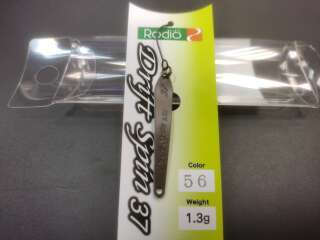 Rodio
Drift Spin 37
Color
56
Weight
1.3g